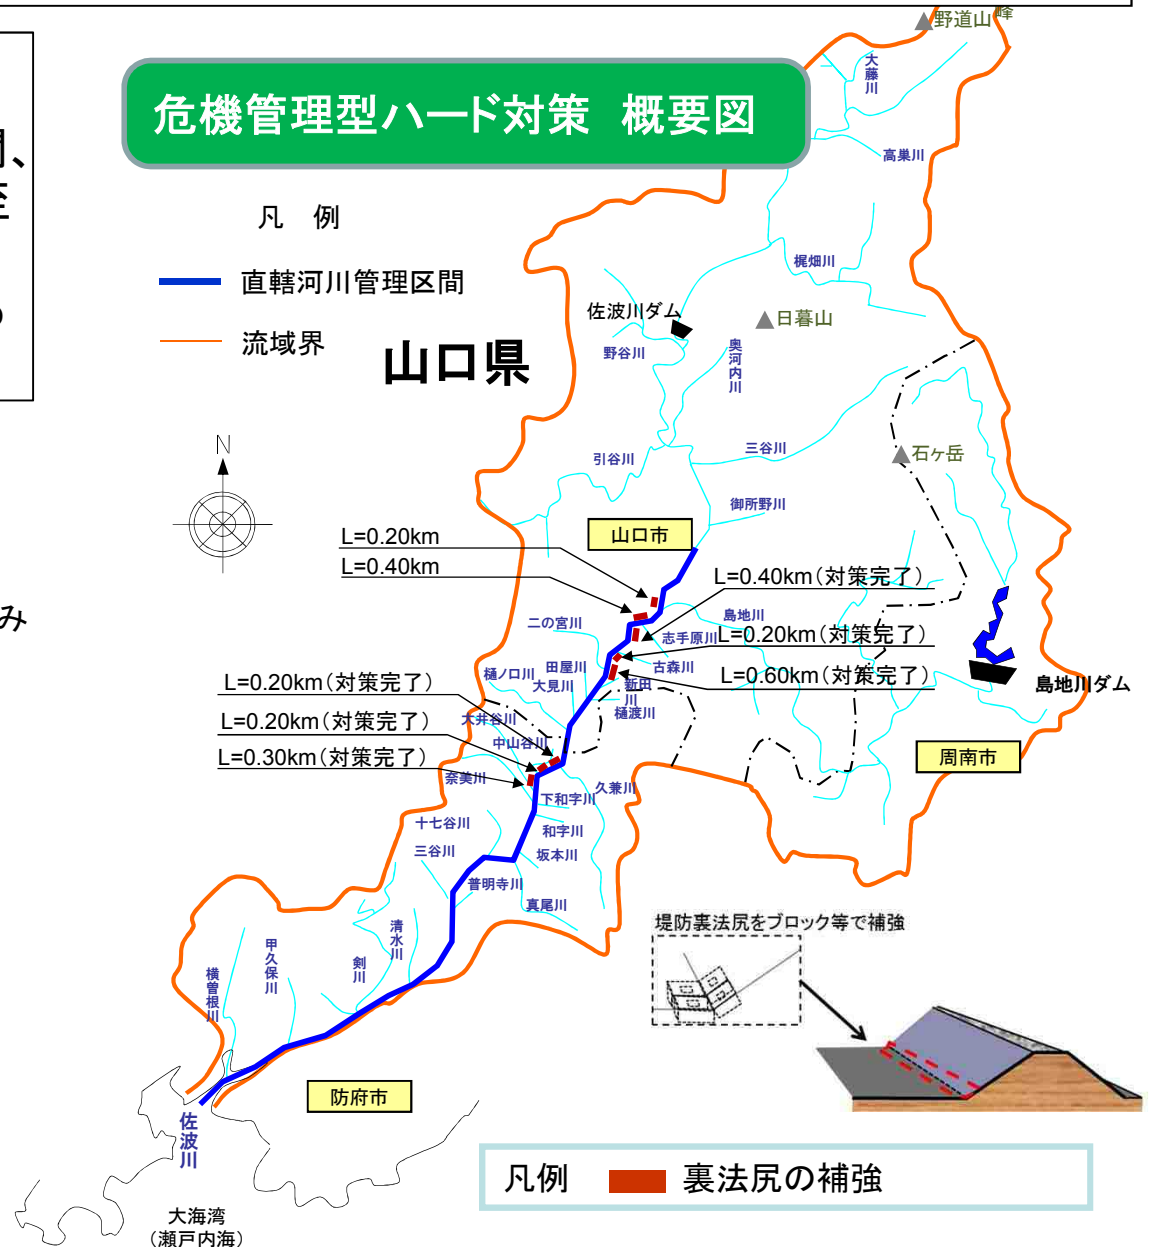 野道山
峰
大藤川
危機管理型ハード対策　概要図
高巣川
凡　例
直轄河川管理区間
流域界
山口県
梶畑川
佐波川ダム
日暮山
野谷川
奥河内川
N
引谷川
三谷川
石ヶ岳
御所野川
山口市
L=0.20km
L=0.40km
L=0.40km（対策完了）
島地川
二の宮川
志手原川
L=0.20km（対策完了）
み
田屋川
古森川
樋ノ口川
大見川
新田川
L=0.60km（対策完了）
島地川ダム
L=0.20km（対策完了）
樋渡川
大井谷川
L=0.20km（対策完了）
中山谷川
L=0.30km（対策完了）
周南市
奈美川
久兼川
下和字川
十七谷川
和字川
三谷川
坂本川
普明寺川
真尾川
清水川
甲久保川
剣川
横曽根川
堤防裏法尻をブロック等で補強
防府市
佐波川
凡例
裏法尻の補強
大海湾
（瀬戸内海）